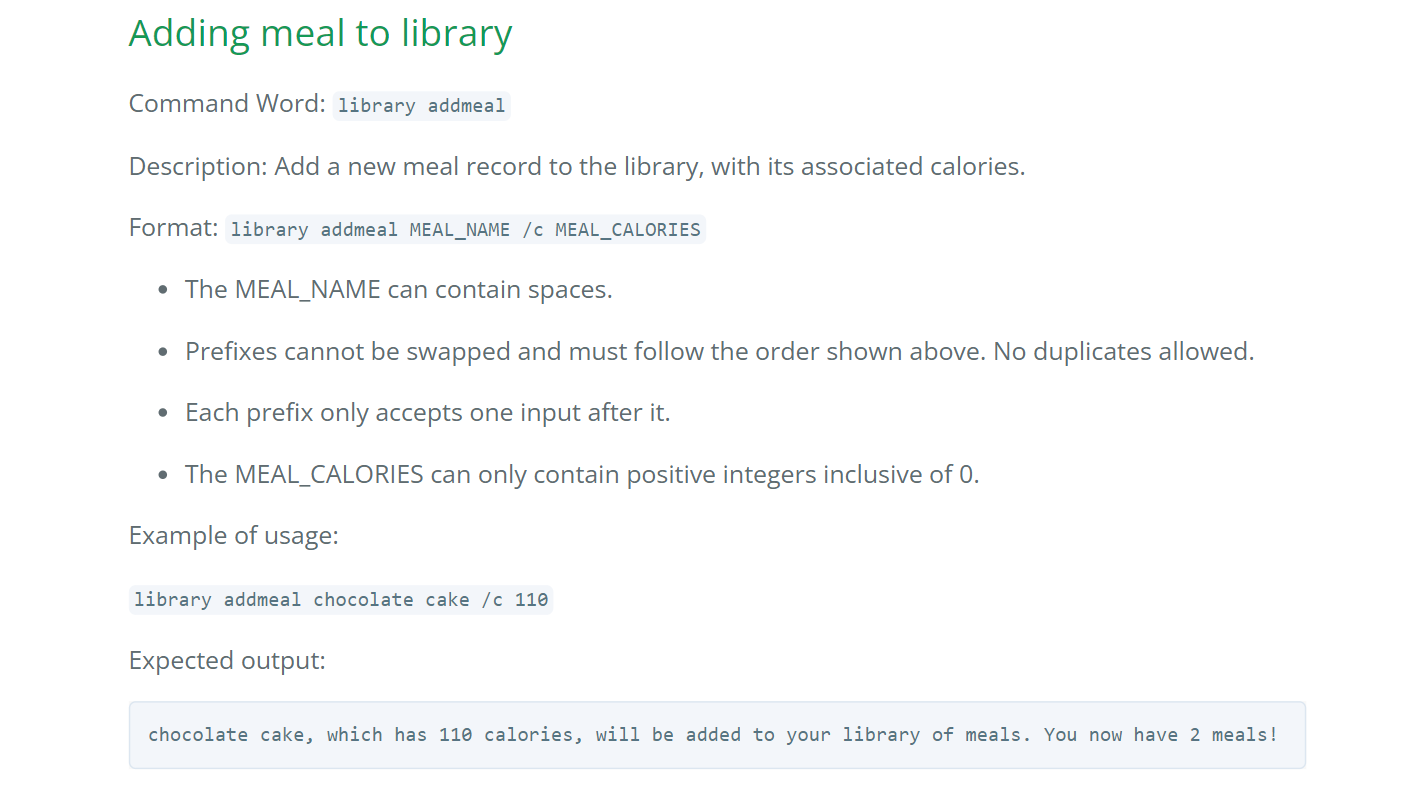 Adding meal to library
Command Word: library addmeal
Description: Add a new meal record to the library, with its associated calories.
Format: library addmeal MEAL_NAME /c MEAL_CALORIES
• The MEAL_NAME can contain spaces.
• Prefixes cannot be swapped and must follow the order shown above. No duplicates allowed.
• Each prefix only accepts one input after it.
• The MEAL_CALORIES can only contain positive integers inclusive of 0.
Example of usage:
library addmeal chocolate cake /c 110
Expected output:
chocolate cake, which has 110 calories, will be added to your library of meals. You now have 2 meals!